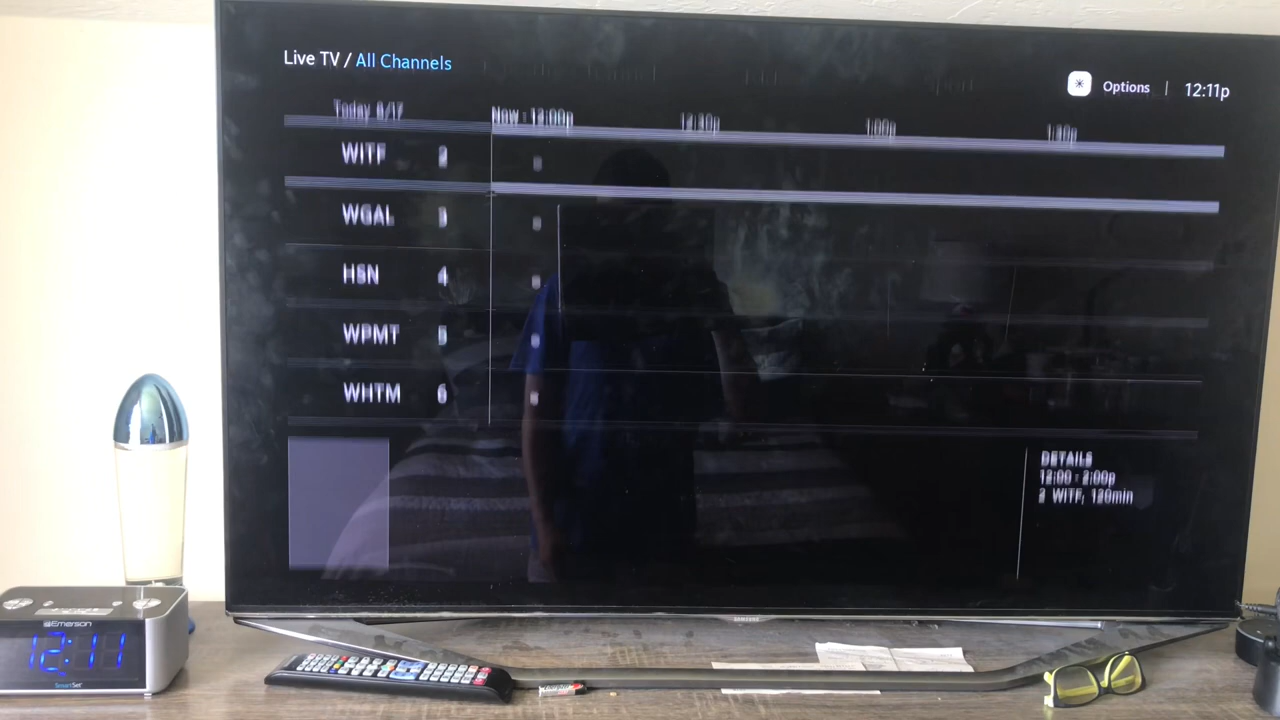 Live TV / All Channels
Options | 12:11p
Today 8/17 Now - 12:00p 12:30p 1:00p 1:30p
WITF 2
WGAL 3
HSN 4
WPMT 5
WHTM 6
DETAILS
12:00 - 2:00p
2 WITF, 120min
SAMSUNG
Emerson
12:11
SmartSet